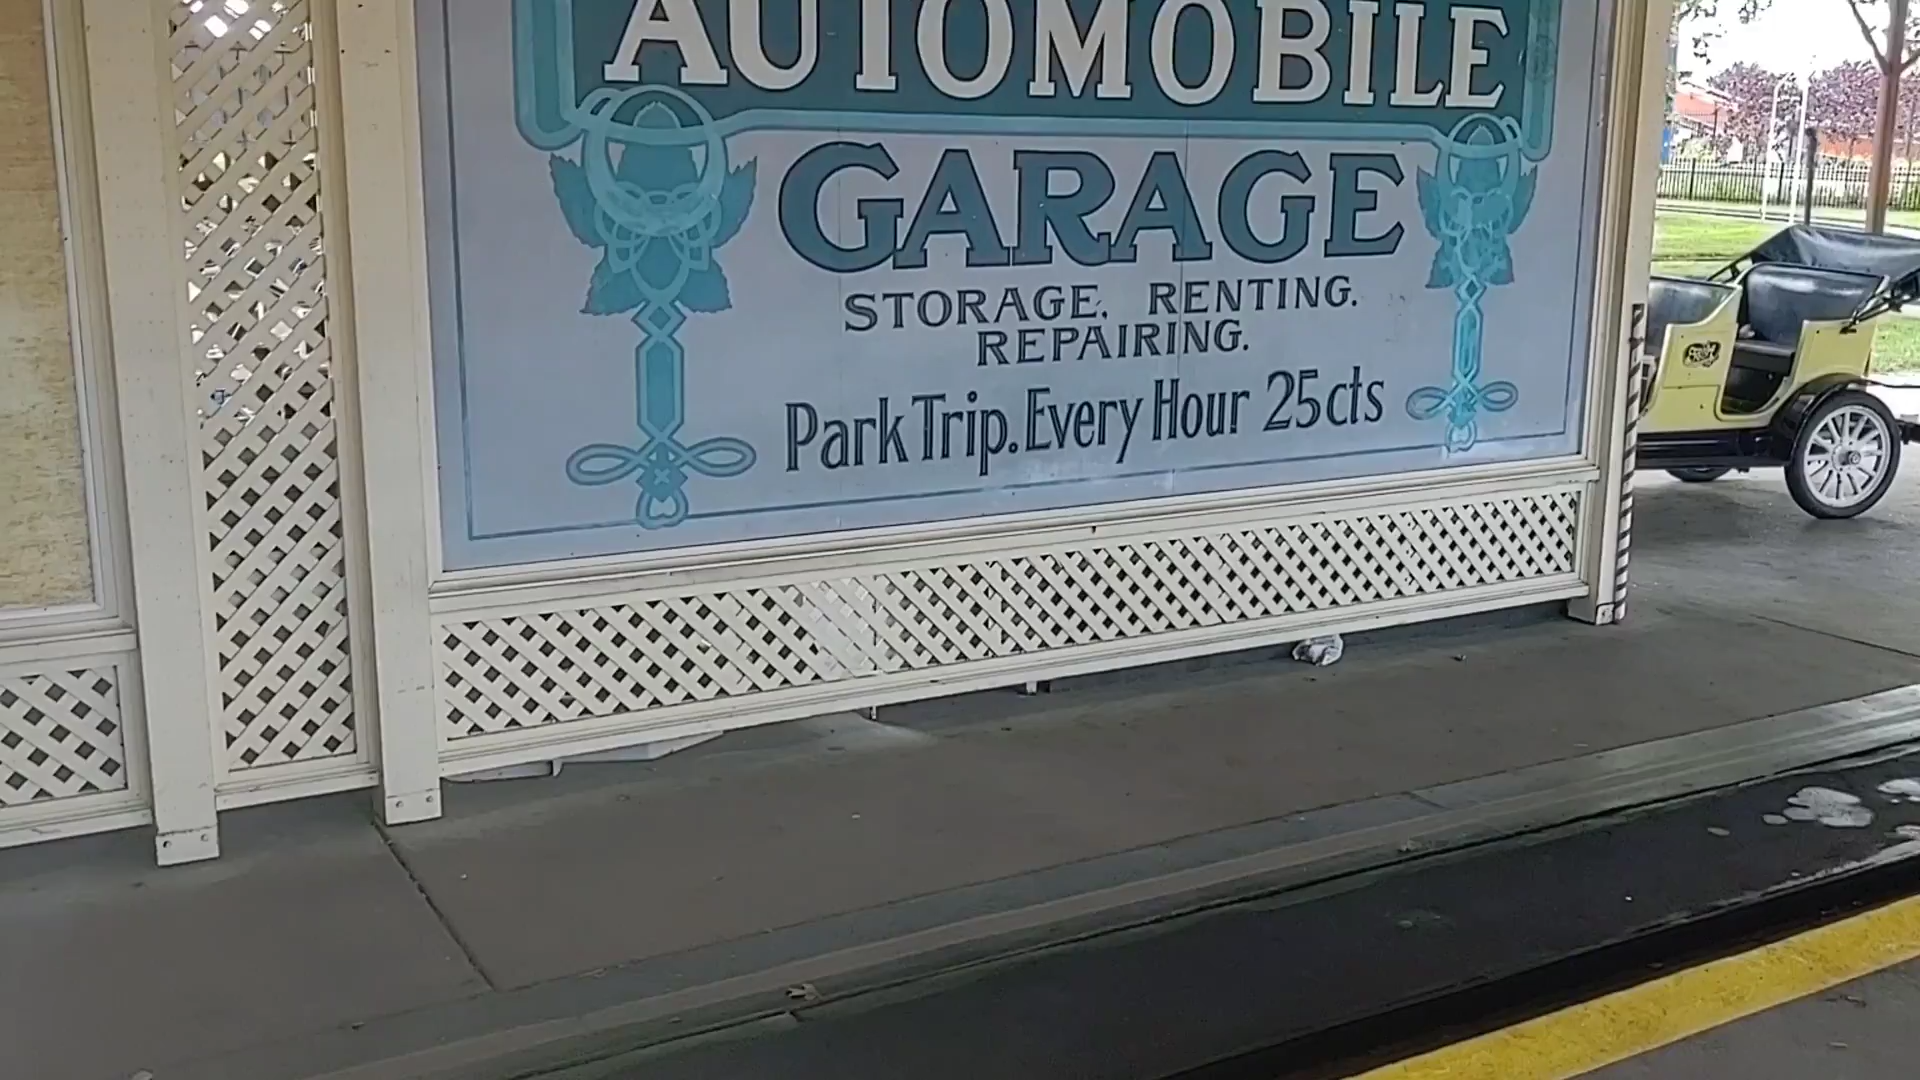 AUTOMOBILE
GARAGE
STORAGE. RENTING.
REPAIRING.
Park Trip. Every Hour 25cts